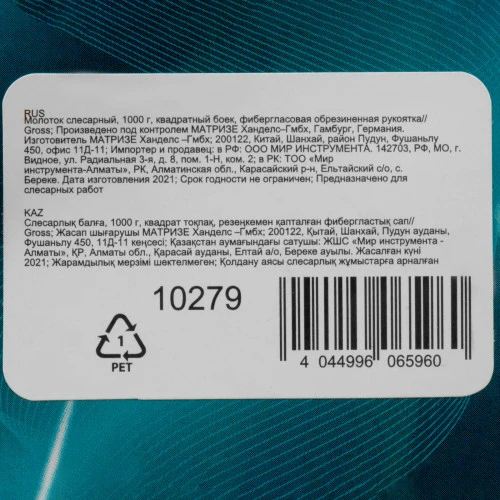 RUS
Молоток слесарный, 1000 г, квадратный боек, фибергласовая обрезиненная рукоятка//
Gross; Произведено под контролем МАТРИЗЕ Ханделс–Гмбх, Гамбург, Германия.
Изготовитель МАТРИЗЕ Ханделс –Гмбх; 200122, Китай, Шанхай, район Пудун, Фушаньлу
450, офис 11Д-11; Импортер и продавец: в РФ: ООО МИР ИНСТРУМЕНТА. 142703, РФ, МО, г.
Видное, ул. Радиальная 3-я, д. 8, пом. 1-Н, ком. 2; в РК: ТОО «Мир
инструмента-Алматы», РК, Алматинская обл., Карасайский р-н, Ельтайский с/о, с.
Береке. Дата изготовления 2021; Срок годности не ограничен; Предназначено для
слесарных работ
KAZ
Слесарлық балға, 1000 г, квадрат тоқпақ, резеңкемен қапталған фибергластық сап//
Gross; Жасап шығарушы МАТРИЗЕ Ханделс –Гмбх; 200122, Қытай, Шанхай, Пудун ауданы,
Фушаньлу 450, 11Д-11 кеңсесі; Қазақстан аумағындағы сатушы: ЖШС «Мир инструмента -
Алматы», ҚР, Алматы обл., Қарасай ауданы, Елтай а/о, Береке ауылы. Жасалған күні
2021; Жарамдылық мерзімі шектелмеген; Қолдану аясы слесарлық жұмыстарға арналған
10279
1
PET
4 044996 065960